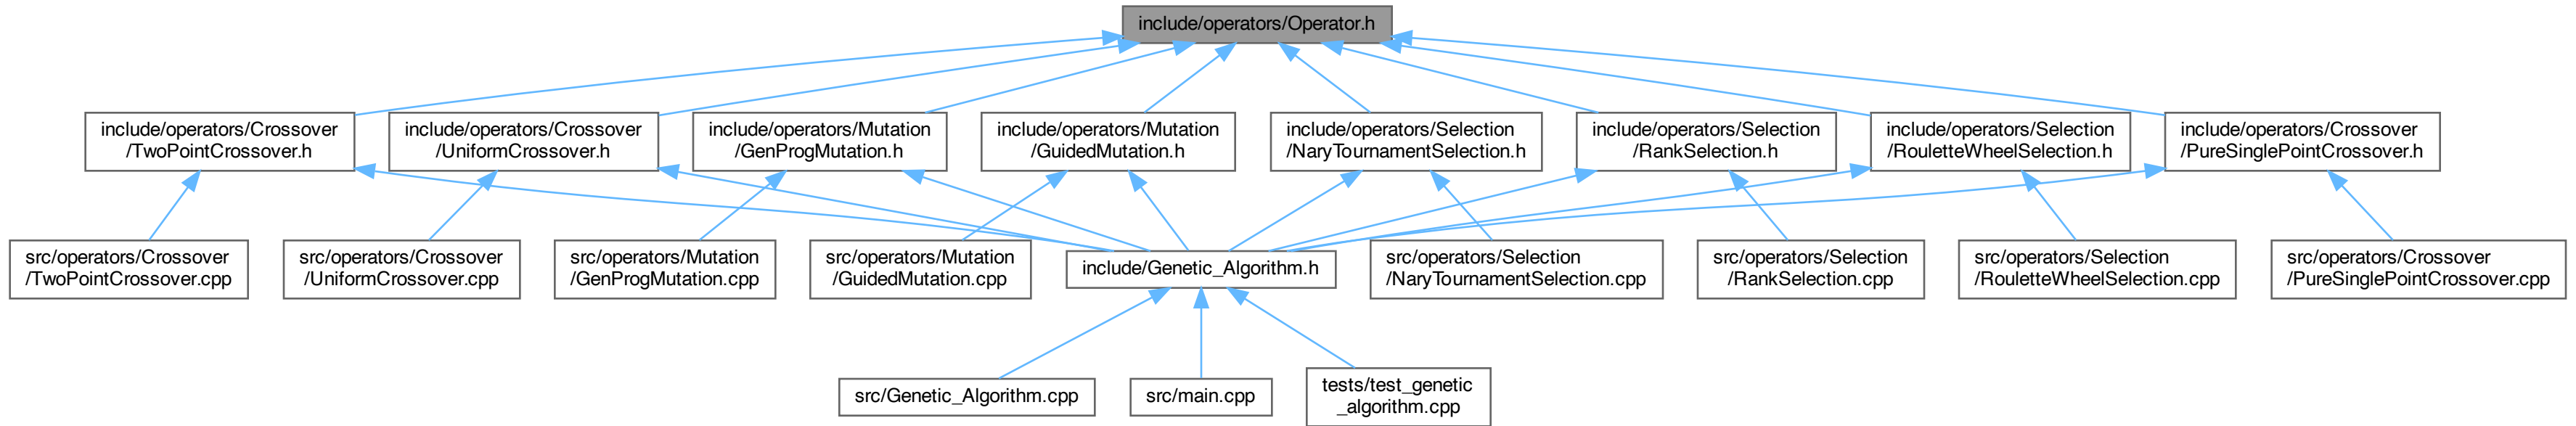 include/operators/Operator.h
include/operators/Crossover
/TwoPointCrossover.h
include/operators/Crossover
/UniformCrossover.h
include/operators/Mutation
/GenProgMutation.h
include/operators/Mutation
/GuidedMutation.h
include/operators/Selection
/NaryTournamentSelection.h
include/operators/Selection
/RankSelection.h
include/operators/Selection
/RouletteWheelSelection.h
include/operators/Crossover
/PureSinglePointCrossover.h
src/operators/Crossover
/TwoPointCrossover.cpp
src/operators/Crossover
/UniformCrossover.cpp
src/operators/Mutation
/GenProgMutation.cpp
src/operators/Mutation
/GuidedMutation.cpp
include/Genetic_Algorithm.h
src/operators/Selection
/NaryTournamentSelection.cpp
src/operators/Selection
/RankSelection.cpp
src/operators/Selection
/RouletteWheelSelection.cpp
src/operators/Crossover
/PureSinglePointCrossover.cpp
src/Genetic_Algorithm.cpp
src/main.cpp
tests/test_genetic
_algorithm.cpp